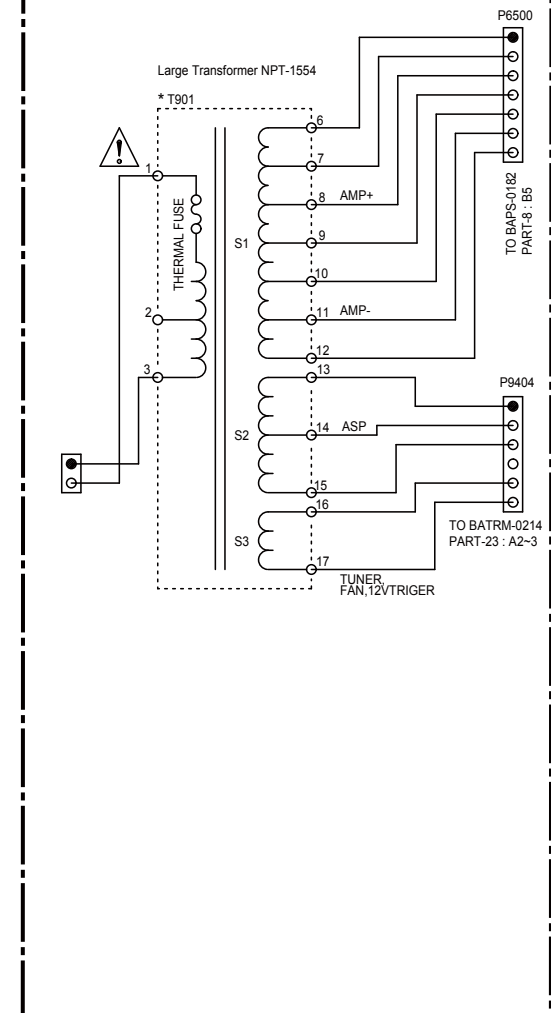 P6500
Large Transformer NPT-1554
* T901
!
1
2
3
THERMAL FUSE
S1
S2
S3
6
7
8 AMP+
9
10
11 AMP-
12
13
14 ASP
15
16
17
TUNER,
FAN,12VTRIGER
TO BAPS-0182
PART-8 : B5
P9404
TO BATRM-0214
PART-23 : A2~3